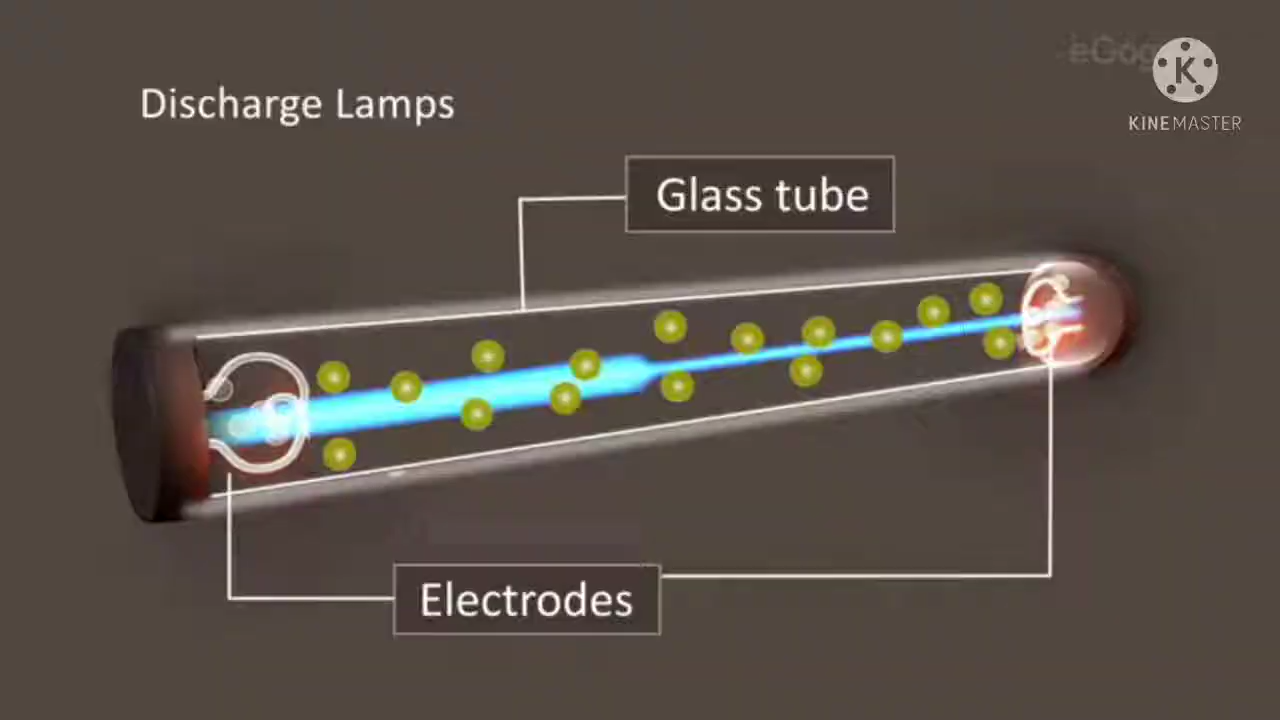 Discharge Lamps
K
KINEMASTER
Glass tube
Electrodes